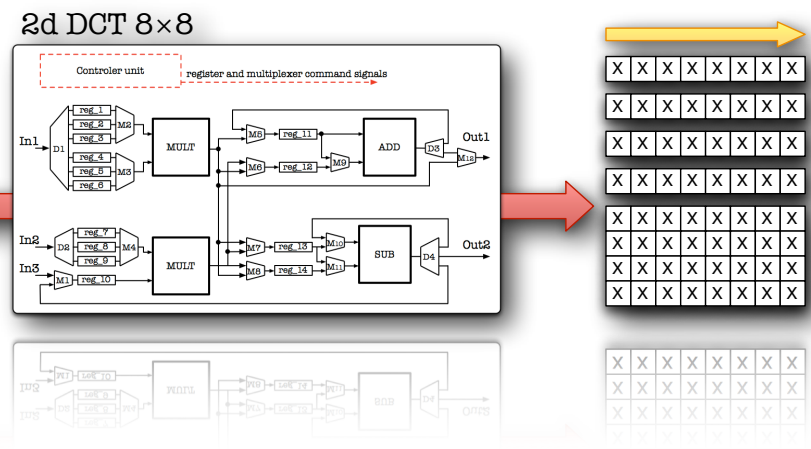 2d DCT 8×8
Controler unit
register and multiplexer command signals
In1
D1
reg_1
reg_2
reg_3
reg_4
reg_5
reg_6
M2
M3
MULT
M5
reg_11
M6
reg_12
M9
ADD
D3
M12
Out1
In2
D2
reg_7
reg_8
reg_9
M4
In3
M1
reg_10
MULT
M7
reg_13
M8
reg_14
M10
M11
SUB
D4
Out2
X X X X X X X X
X X X X X X X X
X X X X X X X X
X X X X X X X X
X X X X X X X X
X X X X X X X X
X X X X X X X X
X X X X X X X X